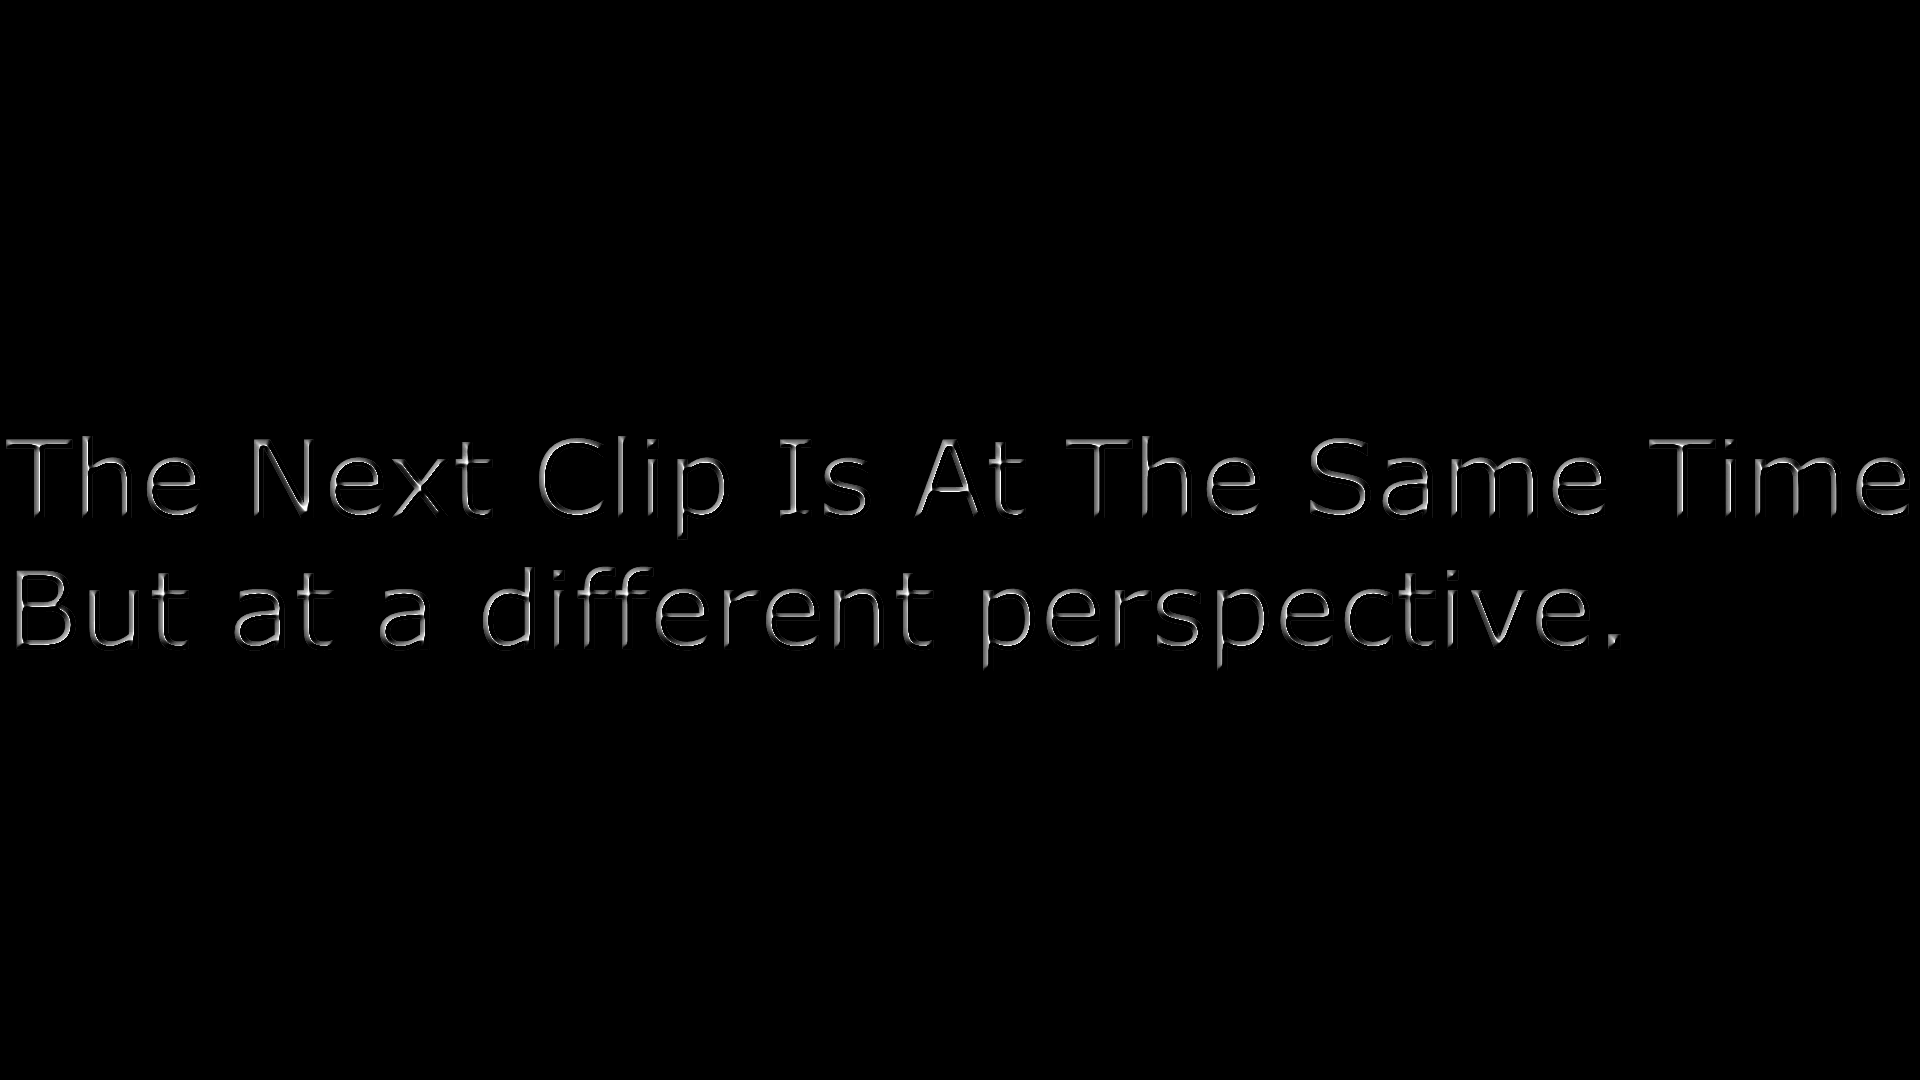 The Next Clip Is At The Same Time
But at a different perspective.